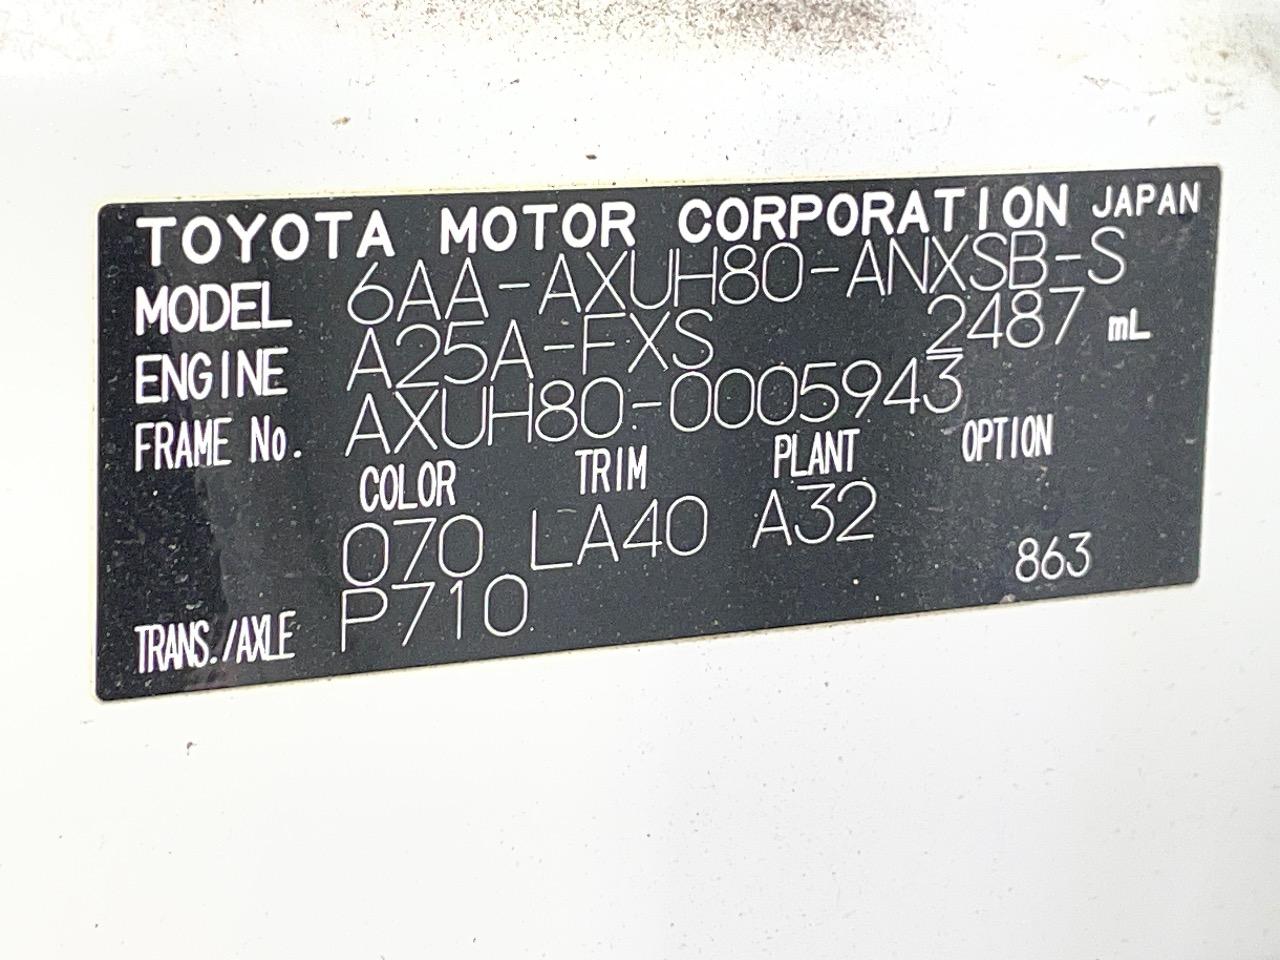 TOYOTA MOTOR CORPORATION JAPAN
MODEL 6AA-AXUH80-ANXSB-S
ENGINE A25A-FXS 2487 mL
FRAME No. AXUH80-0005943
COLOR TRIM PLANT OPTION
070 LA40 A32
863
TRANS./AXLE P710